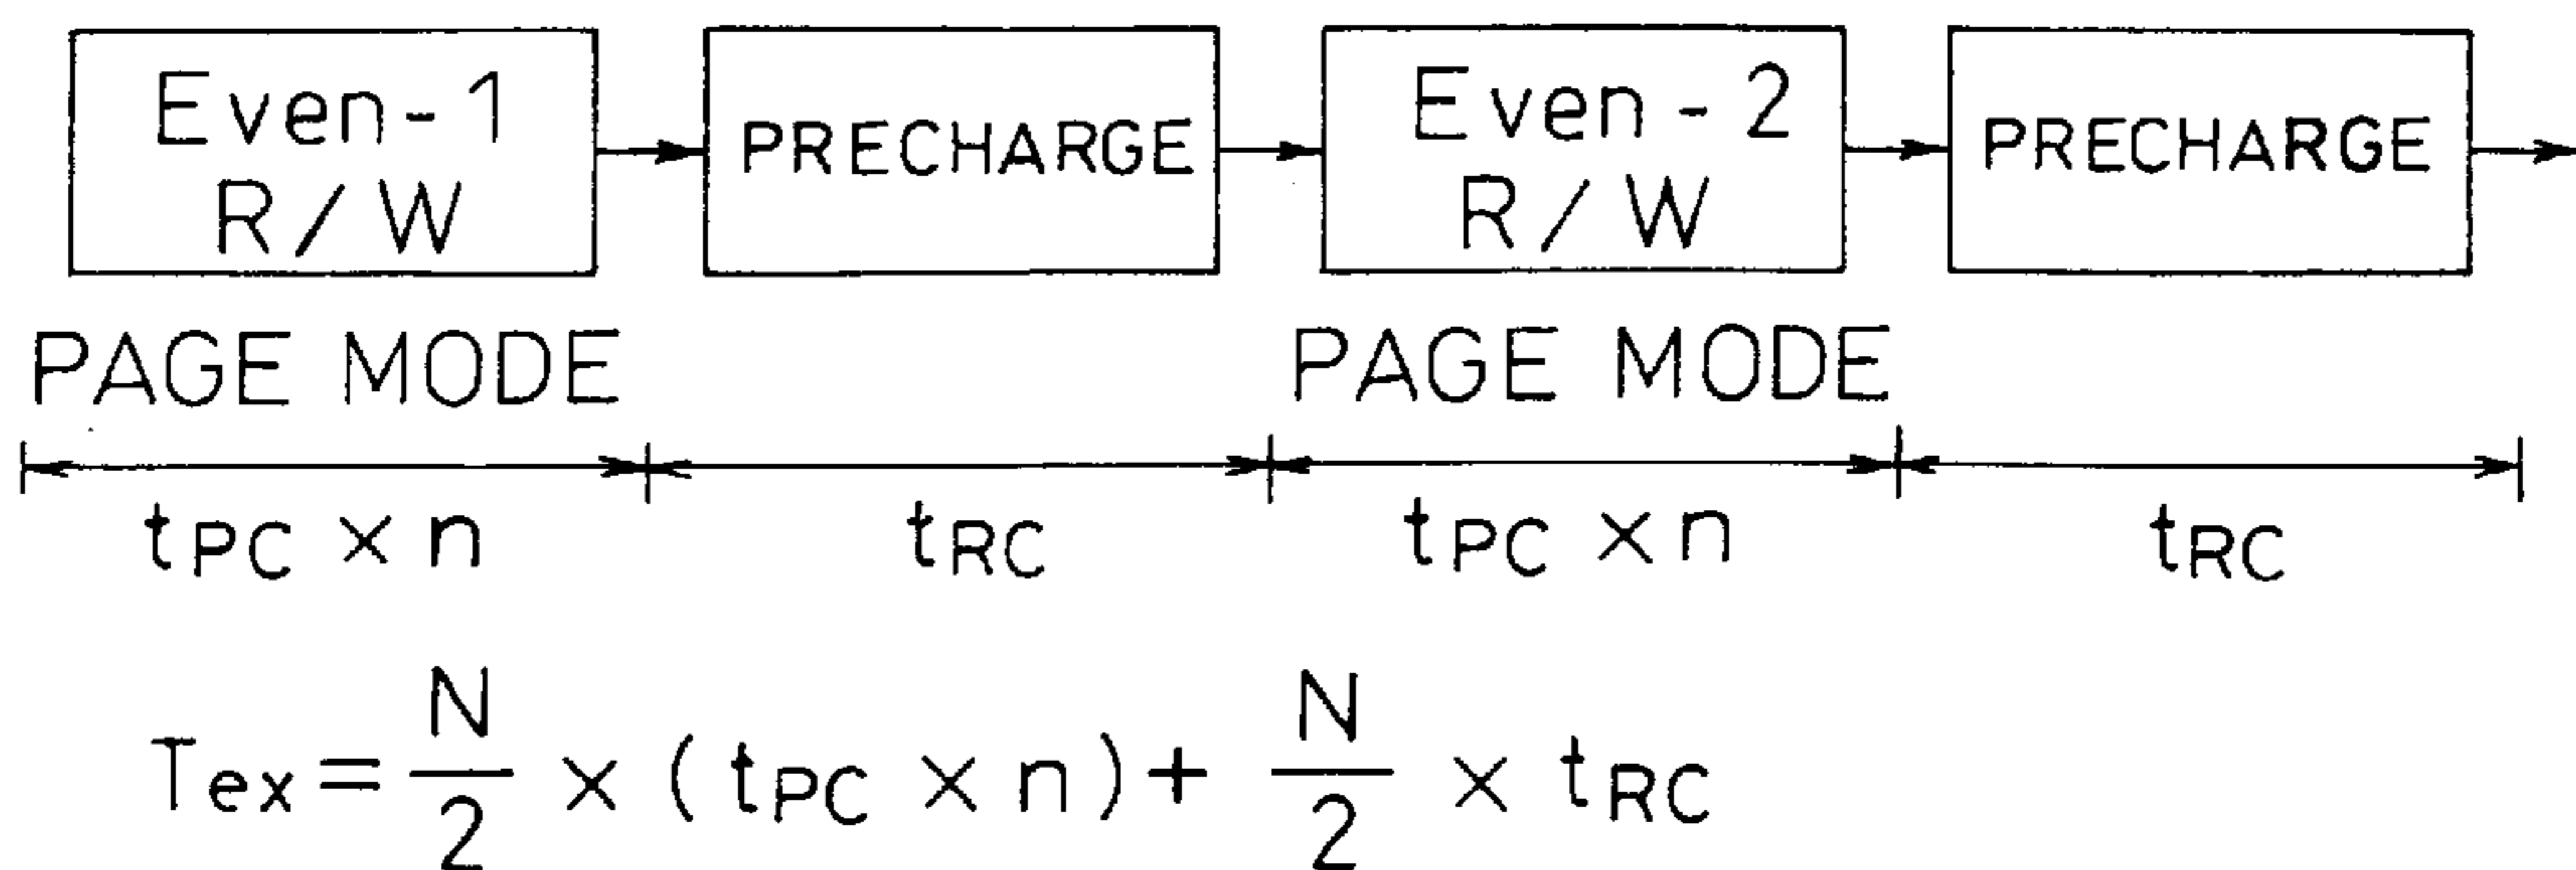 Even-1
R/W
PRECHARGE
Even-2
R/W
PRECHARGE
PAGE MODE
PAGE MODE
tPC × n
tRC
tPC × n
tRC
Tex = N/2 × (tPC × n) + N/2 × tRC